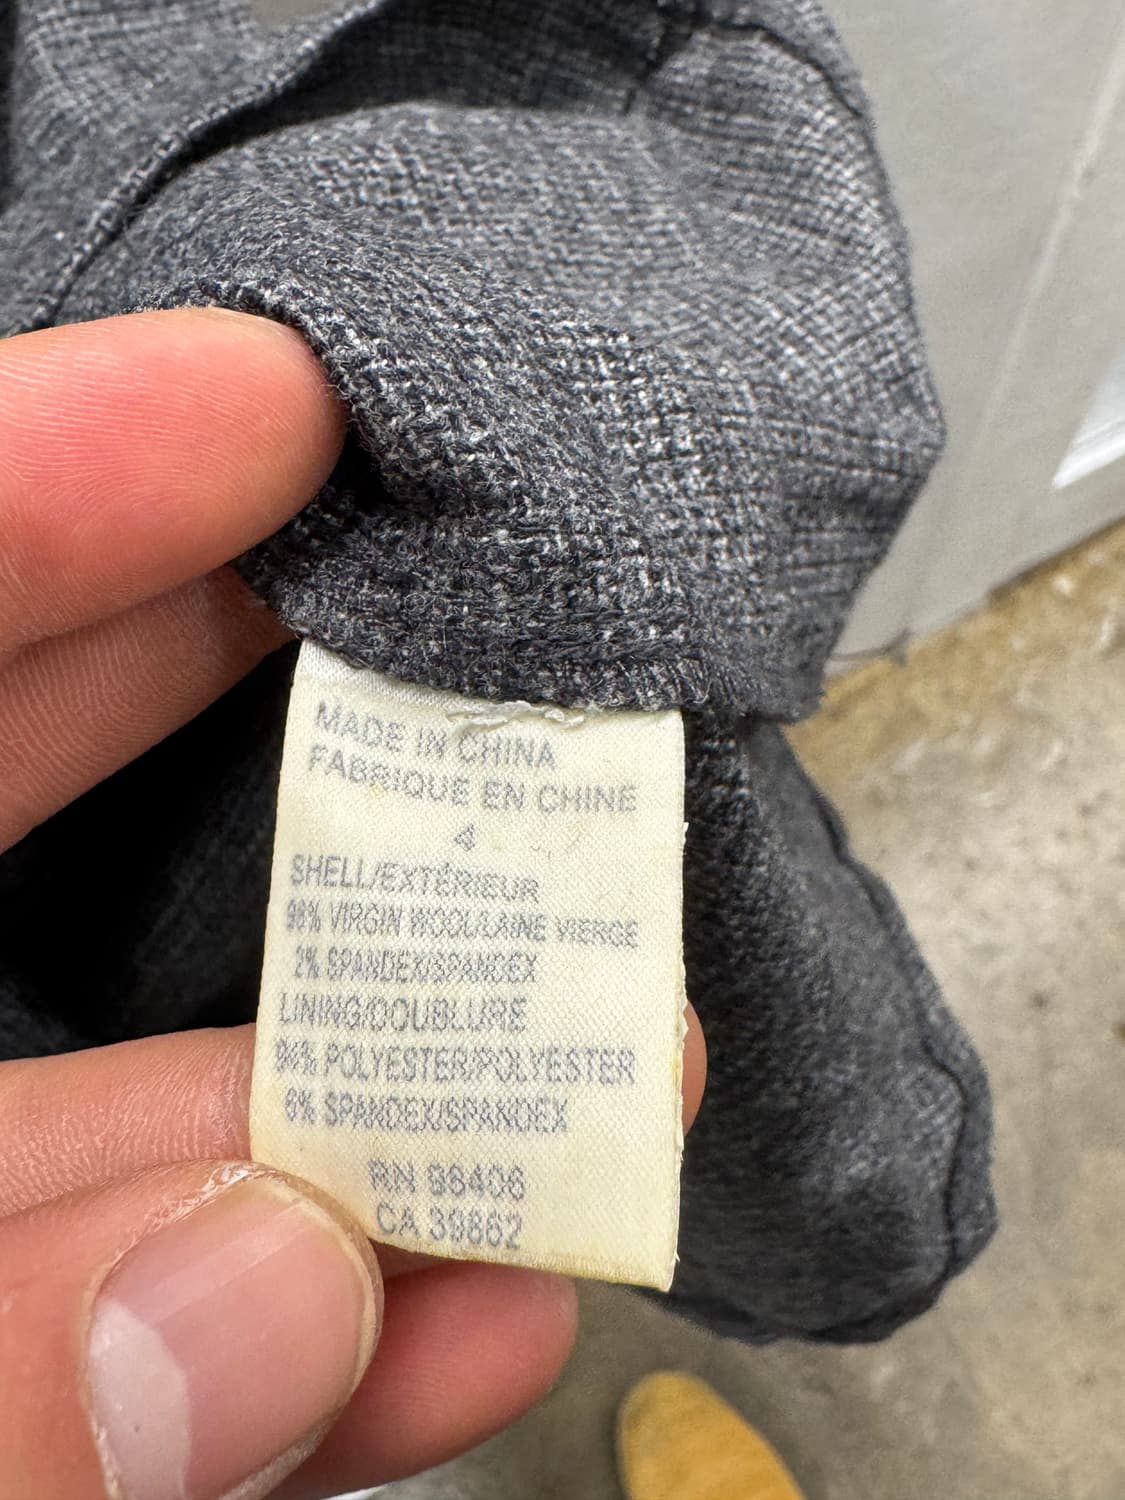 MADE IN CHINA
FABRIQUE EN CHINE
4
SHELL/EXTÉRIEUR
98% VIRGIN WOOL/LAINE VIERGE
2% SPANDEX/SPANDEX
LINING/DOUBLURE
94% POLYESTER/POLYESTER
6% SPANDEX/SPANDEX
RN
CA 39862